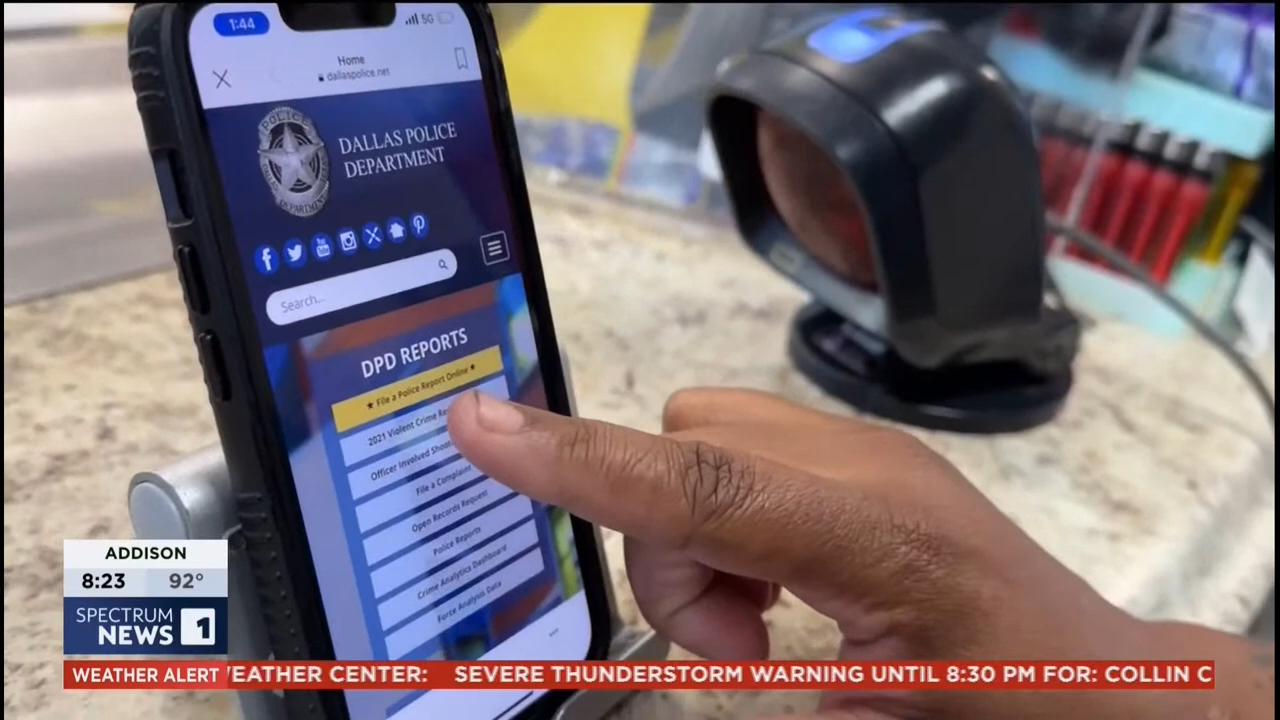 1:44
5G
Home
dallaspolice.net
POLICE
DEPARTMENT
DALLAS POLICE
DEPARTMENT
Search...
DPD REPORTS
★ File a Police Report Online ★
2021 Violent Crime
Officer Involved
File a Complaint
Open Records Request
Police Reports
Crime Analytics Dashboard
Force Analysis Data
ADDISON
8:23 92°
SPECTRUM
NEWS 1
WEATHER ALERT WEATHER CENTER: SEVERE THUNDERSTORM WARNING UNTIL 8:30 PM FOR: COLLIN C